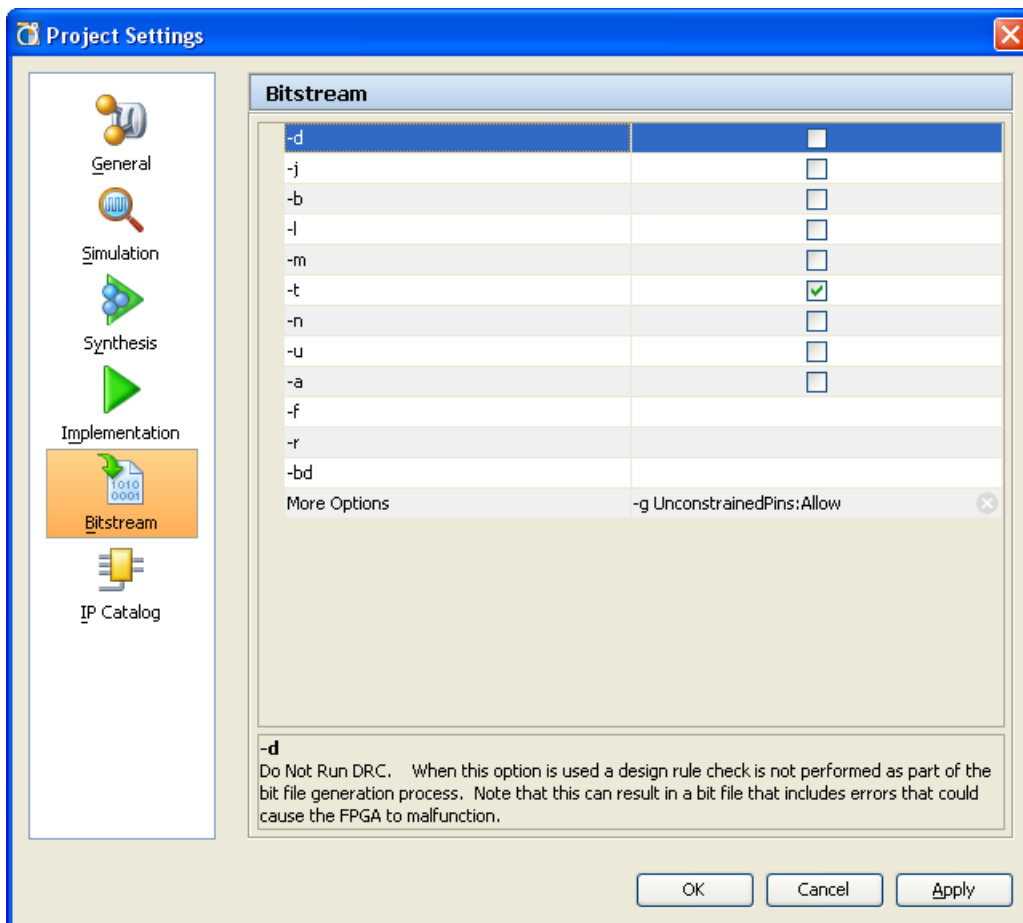 Project Settings
General
Simulation
Synthesis
Implementation
1010
0001
Bitstream
IP Catalog
Bitstream
-d
-j
-b
-l
-m
-t
-n
-u
-a
-f
-r
-bd
More Options -g UnconstrainedPins:Allow
-d
Do Not Run DRC. When this option is used a design rule check is not performed as part of the
bit file generation process. Note that this can result in a bit file that includes errors that could
cause the FPGA to malfunction.
OK Cancel Apply